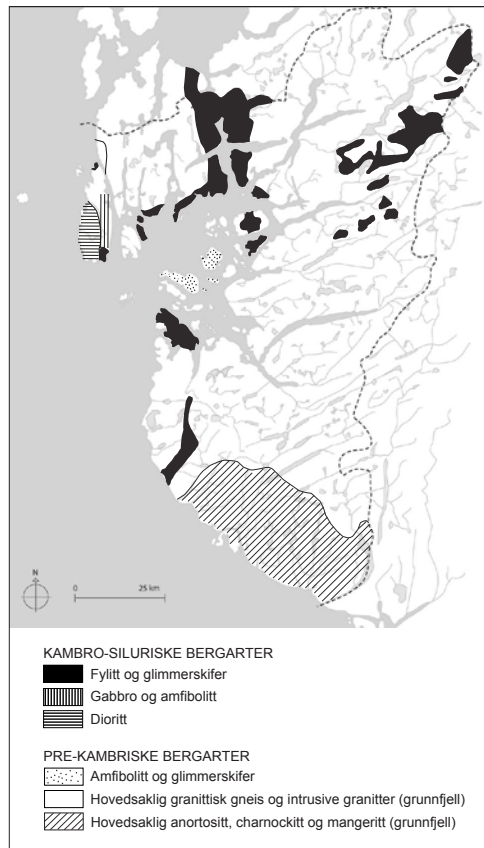 N
0 25 km
KAMBRO-SILURISKE BERGARTER
Fylitt og glimmerskifer
Gabbro og amfibolitt
Dioritt
PRE-KAMBRISKE BERGARTER
Amfibolitt og glimmerskifer
Hovedsaklig granittisk gneis og intrusive granitter (grunnfjell)
Hovedsaklig anortositt, charnockitt og mangeritt (grunnfjell)